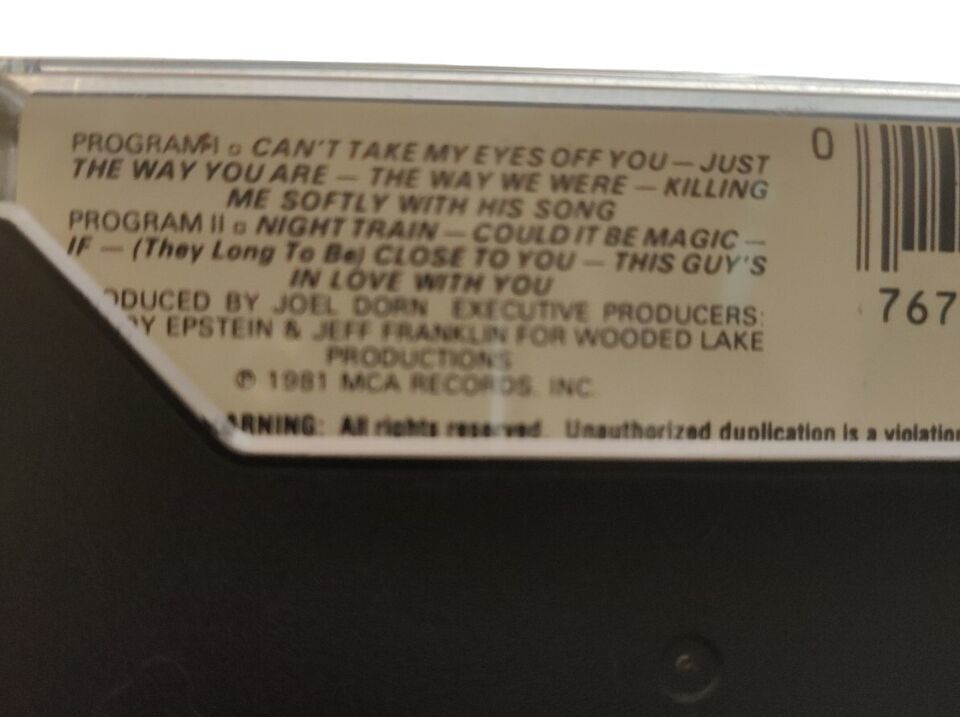 PROGRAM I □ CAN'T TAKE MY EYES OFF YOU — JUST
THE WAY YOU ARE — THE WAY WE WERE — KILLING
ME SOFTLY WITH HIS SONG
PROGRAM II □ NIGHT TRAIN — COULD IT BE MAGIC —
IF — (They Long To Be) CLOSE TO YOU — THIS GUY'S
IN LOVE WITH YOU
ODUCED BY JOEL DORN EXECUTIVE PRODUCERS:
Y EPSTEIN & JEFF FRANKLIN FOR WOODED LAKE
PRODUCTIONS
℗ 1981 MCA RECORDS, INC.
ARNING: All rights reserved. Unauthorized duplication is a violation
0
767